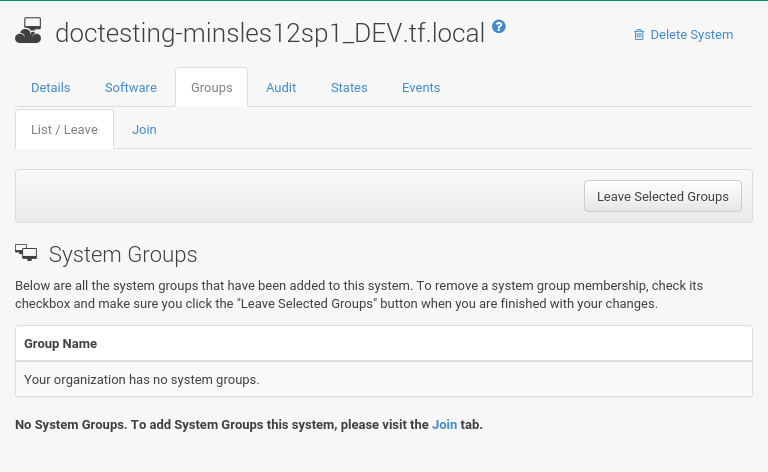 doctesting-minsles12sp1_DEV.tf.local ?
Delete System
Details Software Groups Audit States Events
List / Leave Join
Leave Selected Groups
System Groups
Below are all the system groups that have been added to this system. To remove a system group membership, check its
checkbox and make sure you click the "Leave Selected Groups" button when you are finished with your changes.
Group Name
Your organization has no system groups.
No System Groups. To add System Groups this system, please visit the Join tab.